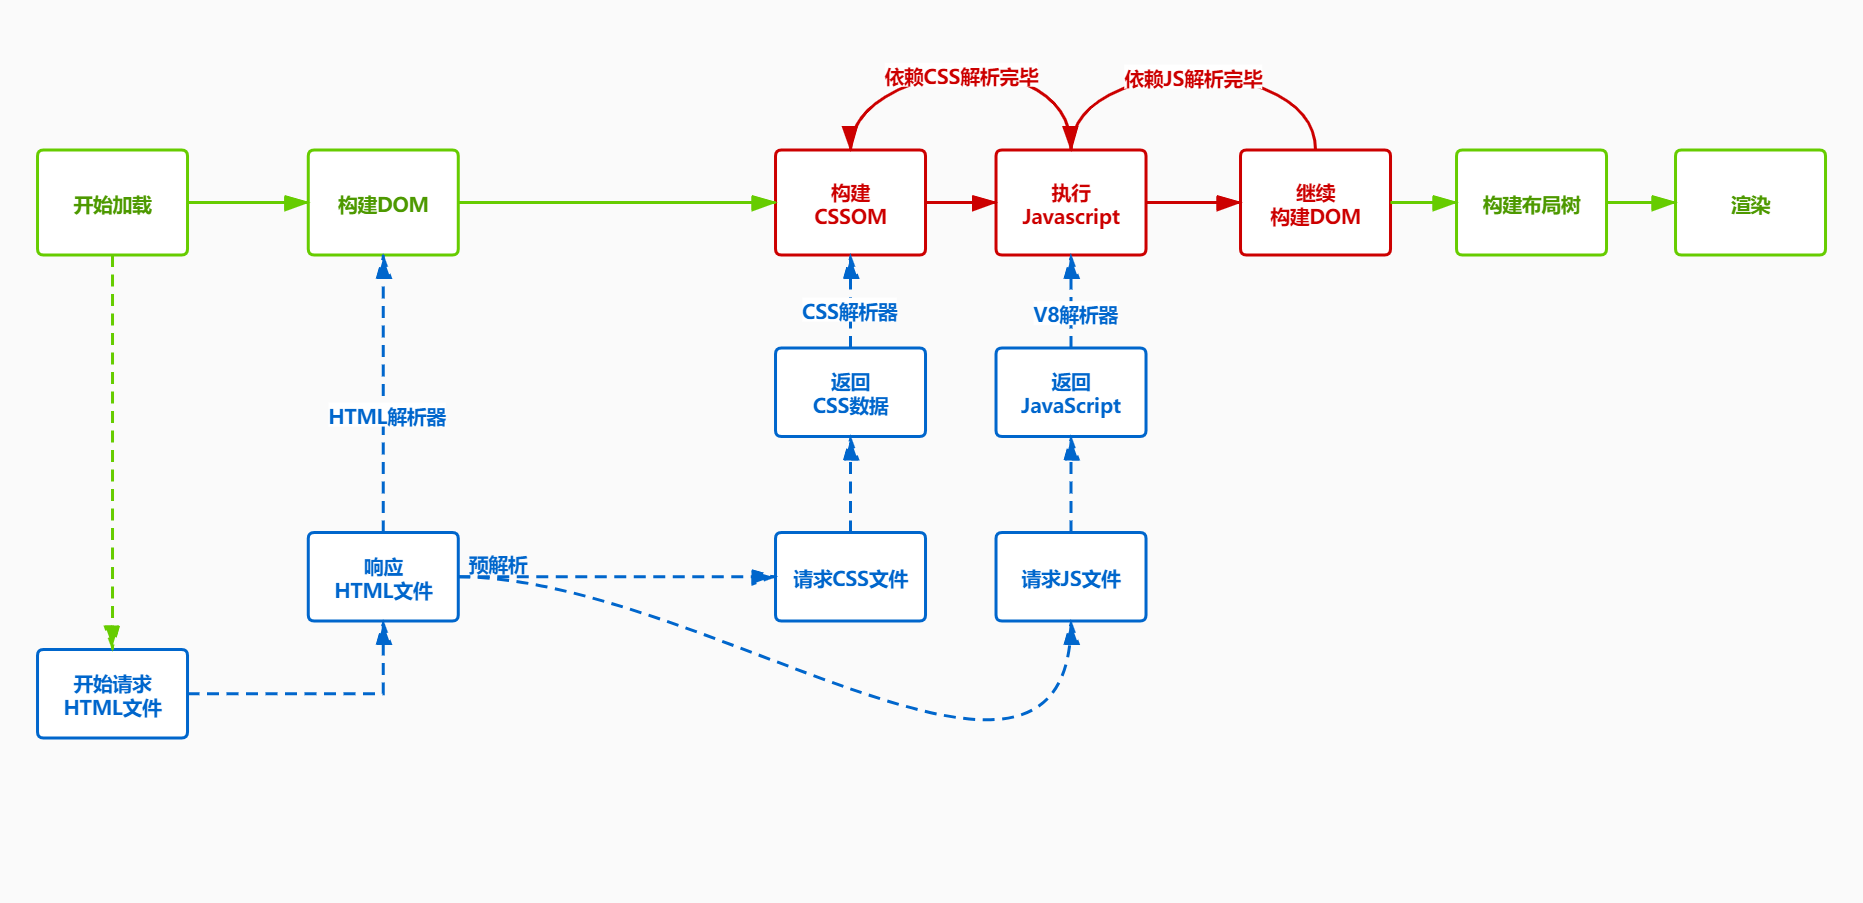 依赖CSS解析完毕
依赖JS解析完毕
开始加载
构建DOM
构建
CSSOM
执行
Javascript
继续
构建DOM
构建布局树
渲染
CSS解析器
V8解析器
返回
CSS数据
返回
JavaScript
HTML解析器
响应
HTML文件
预解析
请求CSS文件
请求JS文件
开始请求
HTML文件